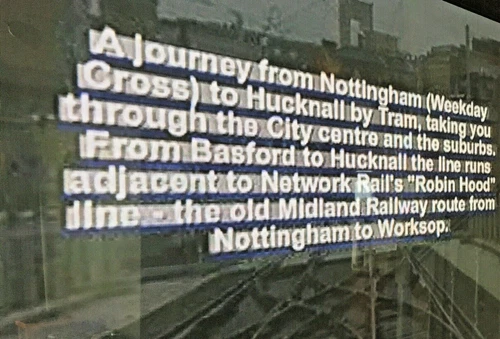 A Journey from Nottingham (Weekday
Cross) to Hucknall by Tram, taking you
through the City centre and the suburbs.
From Basford to Hucknall the line runs
adjacent to Network Rail's "Robin Hood"
line - the old Midland Railway route from
Nottingham to Worksop.